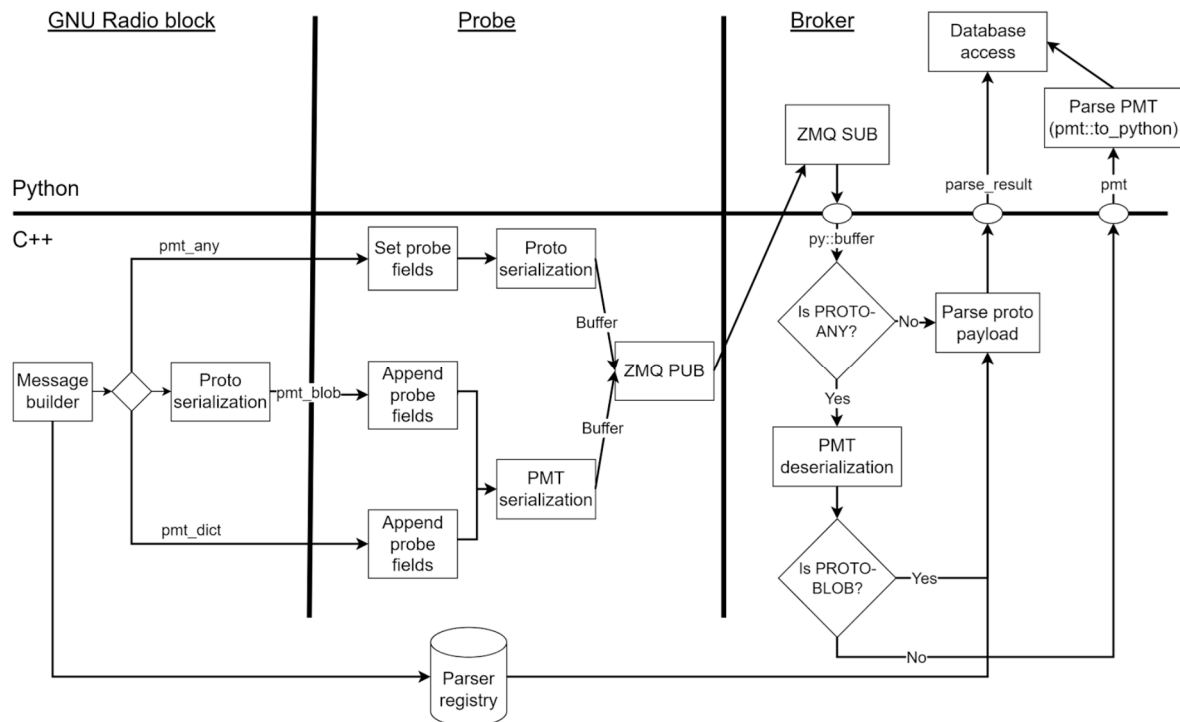 GNU Radio block
Probe
Broker
Database
access
Parse PMT
(pmt::to_python)
ZMQ SUB
Python
parse_result
pmt
C++
pmt_any
Set probe
fields
Proto
serialization
py::buffer
Buffer
Is PROTO-
ANY?
No
Parse proto
payload
Message
builder
Proto
serialization
pmt_blob
Append
probe
fields
ZMQ PUB
Yes
Buffer
PMT
serialization
PMT
deserialization
pmt_dict
Append
probe
fields
Is PROTO-
BLOB?
Yes
No
Parser
registry